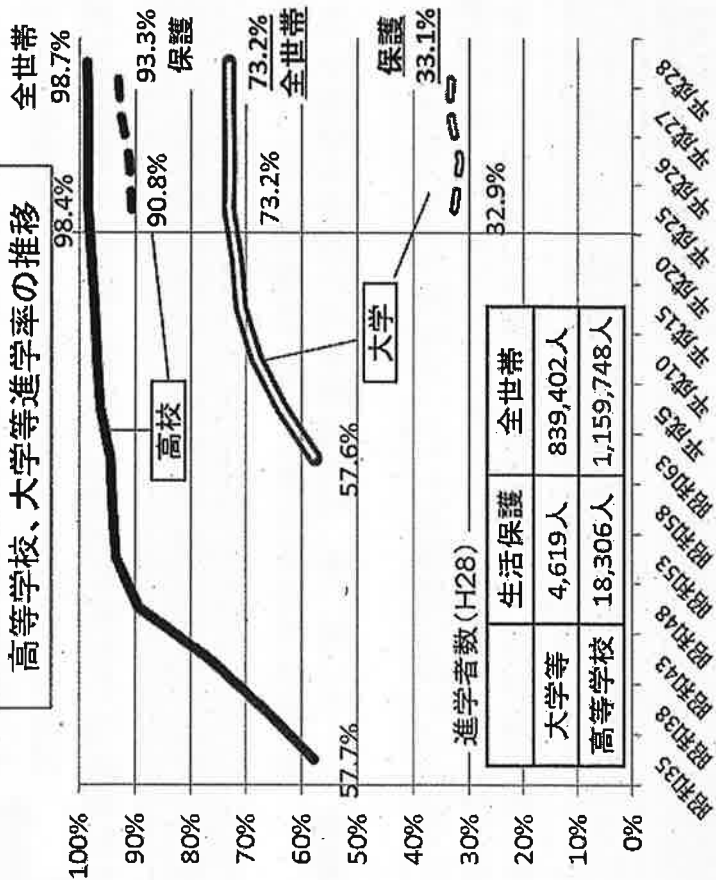 高等学校、大学等進学率の推移
全世帯
98.4%
98.7%
93.3%
保護
90.8%
高校
73.2%
全世帯
73.2%
保護
33.1%
大学
32.9%
57.6%
57.7%
進学者数(H28)
生活保護 全世帯
大学等 4,619人 839,402人
高等学校 18,306人 1,159,748人
100%
90%
80%
70%
60%
50%
40%
30%
20%
10%
0%
昭和35
昭和38
昭和43
昭和48
昭和53
昭和58
昭和63
平成5
平成10
平成15
平成20
平成25
平成26
平成27
平成28